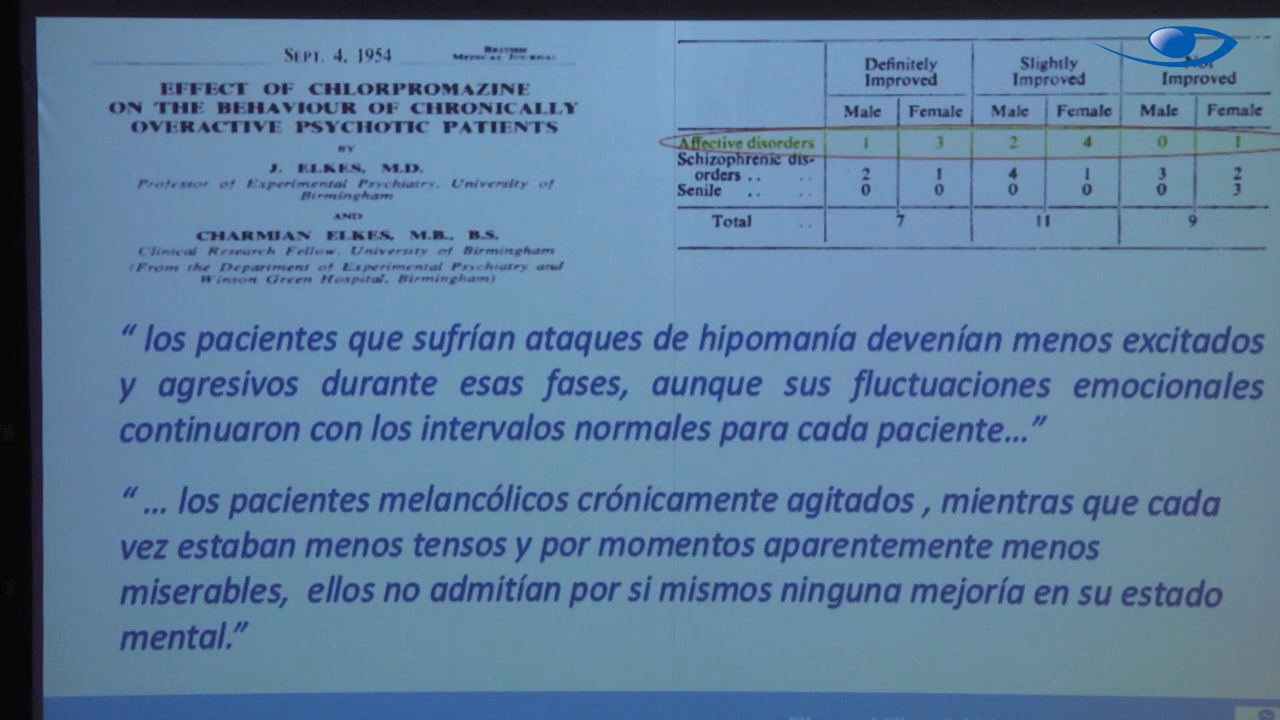 SEPT. 4, 1954
BRITISH
MEDICAL JOURNAL
EFFECT OF CHLORPROMAZINE
ON THE BEHAVIOUR OF CHRONICALLY
OVERACTIVE PSYCHOTIC PATIENTS
BY
J. ELKES, M.D.
Professor of Experimental Psychiatry, University of
Birmingham
AND
CHARMIAN ELKES, M.B., B.S.
Clinical Research Fellow, University of Birmingham
(From the Department of Experimental Psychiatry and
Winson Green Hospital, Birmingham)
Definitely Improved Slightly Improved Not Improved
Male Female Male Female Male Female
Affective disorders 1 3 2 4 0 1
Schizophrenic dis-
orders .. .. 2 1 4 1 3 2
Senile .. .. 0 0 0 0 0 3
Total .. 7 11 9
“ los pacientes que sufrían ataques de hipomanía devenían menos excitados
y agresivos durante esas fases, aunque sus fluctuaciones emocionales
continuaron con los intervalos normales para cada paciente…”
“ … los pacientes melancólicos crónicamente agitados , mientras que cada
vez estaban menos tensos y por momentos aparentemente menos
miserables, ellos no admitían por si mismos ninguna mejoría en su estado
mental.”